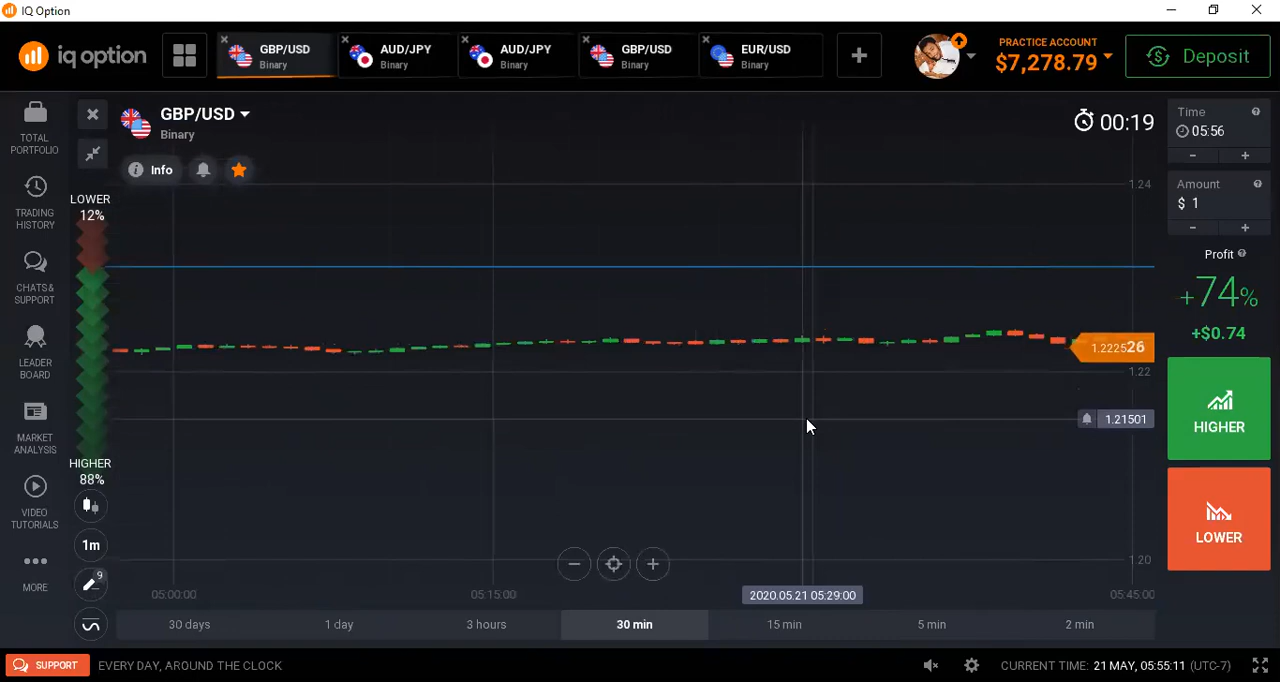 IQ Option
iq option
GBP/USD
Binary
AUD/JPY
Binary
AUD/JPY
Binary
GBP/USD
Binary
EUR/USD
Binary
PRACTICE ACCOUNT
$7,278.79
Deposit
TOTAL
PORTFOLIO
TRADING
HISTORY
CHATS &
SUPPORT
LEADER
BOARD
MARKET
ANALYSIS
VIDEO
TUTORIALS
MORE
GBP/USD
Binary
Info
00:19
LOWER
12%
HIGHER
88%
1m
9
1.24
1.222526
1.22
1.21501
1.20
05:00:00
05:15:00
2020.05.21 05:29:00
05:45:00
30 days
1 day
3 hours
30 min
15 min
5 min
2 min
Time
05:56
Amount
$ 1
Profit
+74%
+$0.74
HIGHER
LOWER
SUPPORT
EVERY DAY, AROUND THE CLOCK
CURRENT TIME: 21 MAY, 05:55:11 (UTC-7)